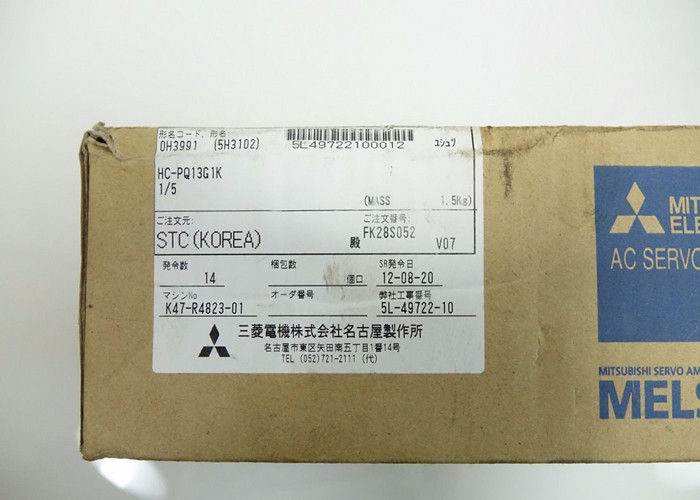 形名コード、形名
0H3991 (5H3102)
5L49722100012
ユシュツ
HC-PQ13G1K
1/5
(MASS 1.5Kg)
ご注文元:
ご注文番号:
STC(KOREA) 殿
FK28S052 V07
発令数 梱包数 SR発令日
14 個口 12-08-20
マシンNo オーダ番号 弊社工事番号
K47-R4823-01 5L-49722-10
三菱電機株式会社名古屋製作所
名古屋市東区矢田南五丁目1番14号
TEL (052)721-2111 (代)
MIT
ELE
AC SERVO
MITSUBISHI SERVO AM
MELS